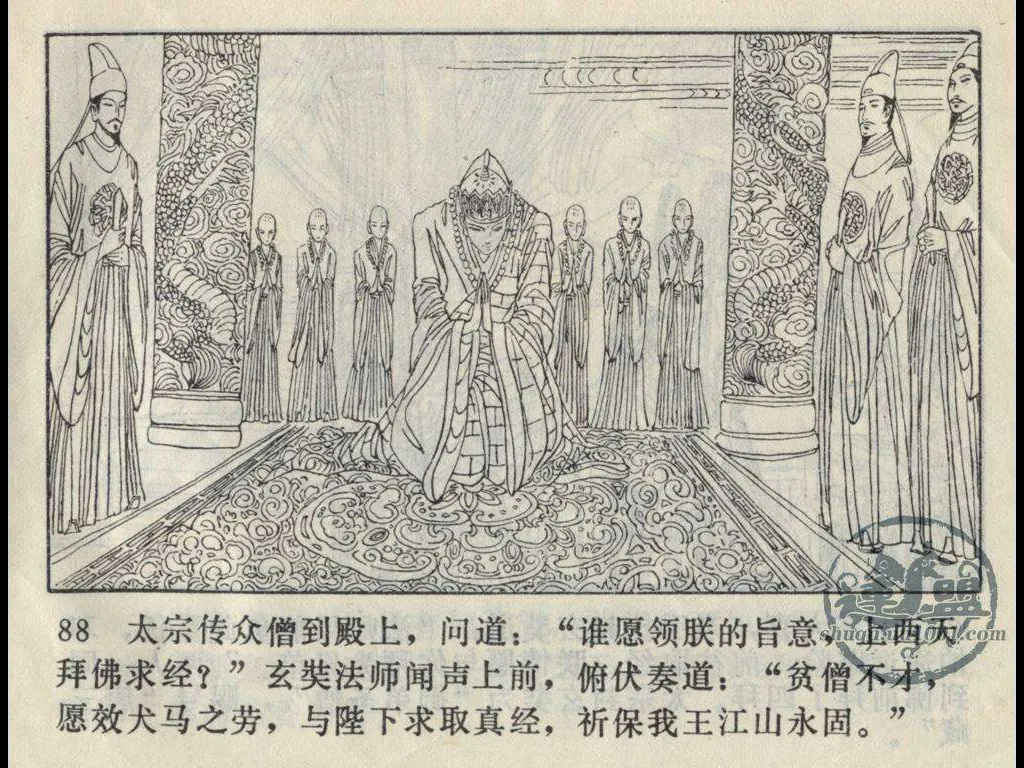 88 太宗传众僧到殿上，问道：“谁愿领朕的旨意，上西天
拜佛求经？”玄奘法师闻声上前，俯伏奏道：“贫僧不才，
愿效犬马之劳，与陛下求取真经，祈保我王江山永固。”